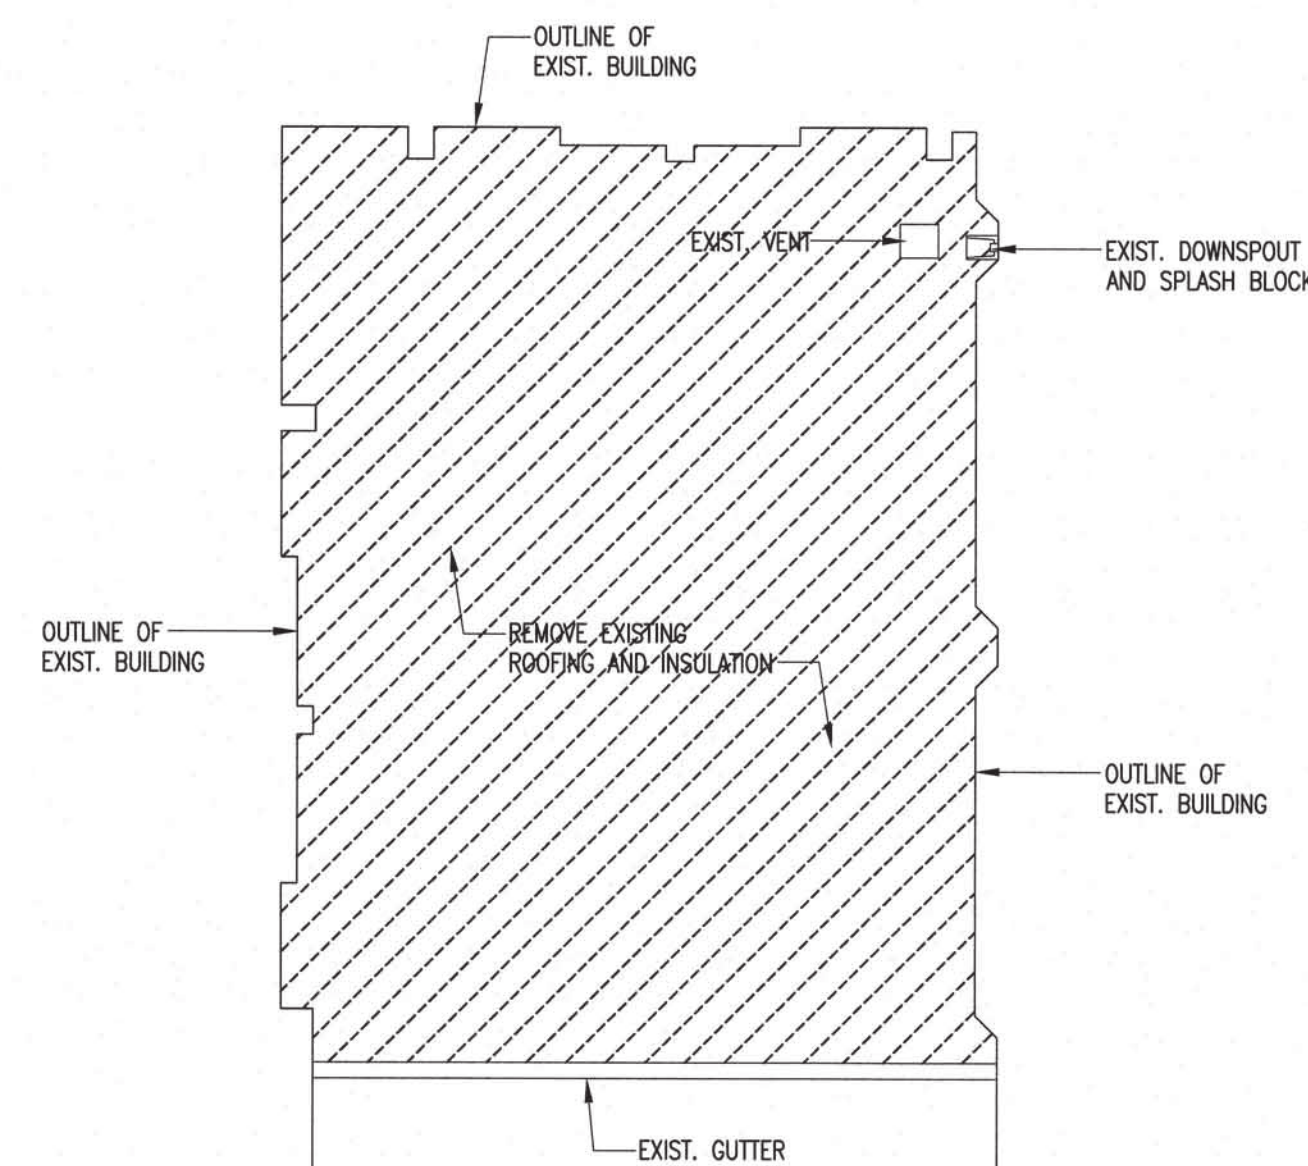 OUTLINE OF
EXIST. BUILDING
EXIST. VENT
EXIST. DOWNSPOUT
AND SPLASH BLOCK
OUTLINE OF
EXIST. BUILDING
REMOVE EXISTING
ROOFING AND INSULATION
OUTLINE OF
EXIST. BUILDING
EXIST. GUTTER